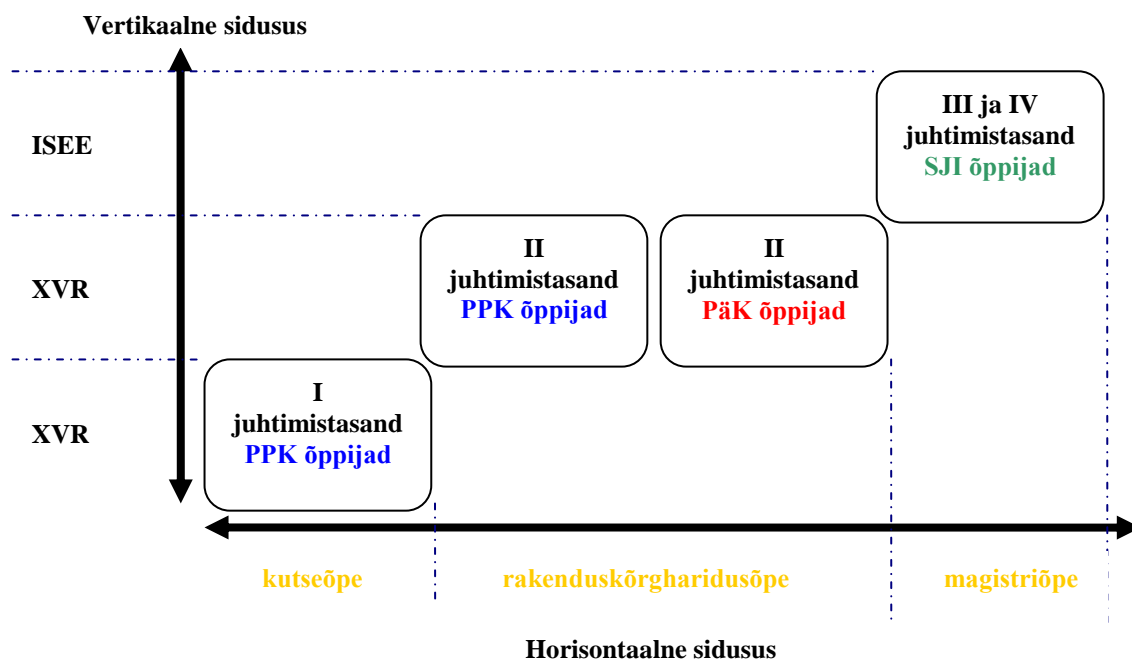 Vertikaalne sidusus
ISEE
III ja IV
juhtimistasand
SJI õppijad
XVR
II
juhtimistasand
PPK õppijad
II
juhtimistasand
PäK õppijad
XVR
I
juhtimistasand
PPK õppijad
kutseõpe
rakenduskõrgharidusõpe
magistriõpe
Horisontaalne sidusus